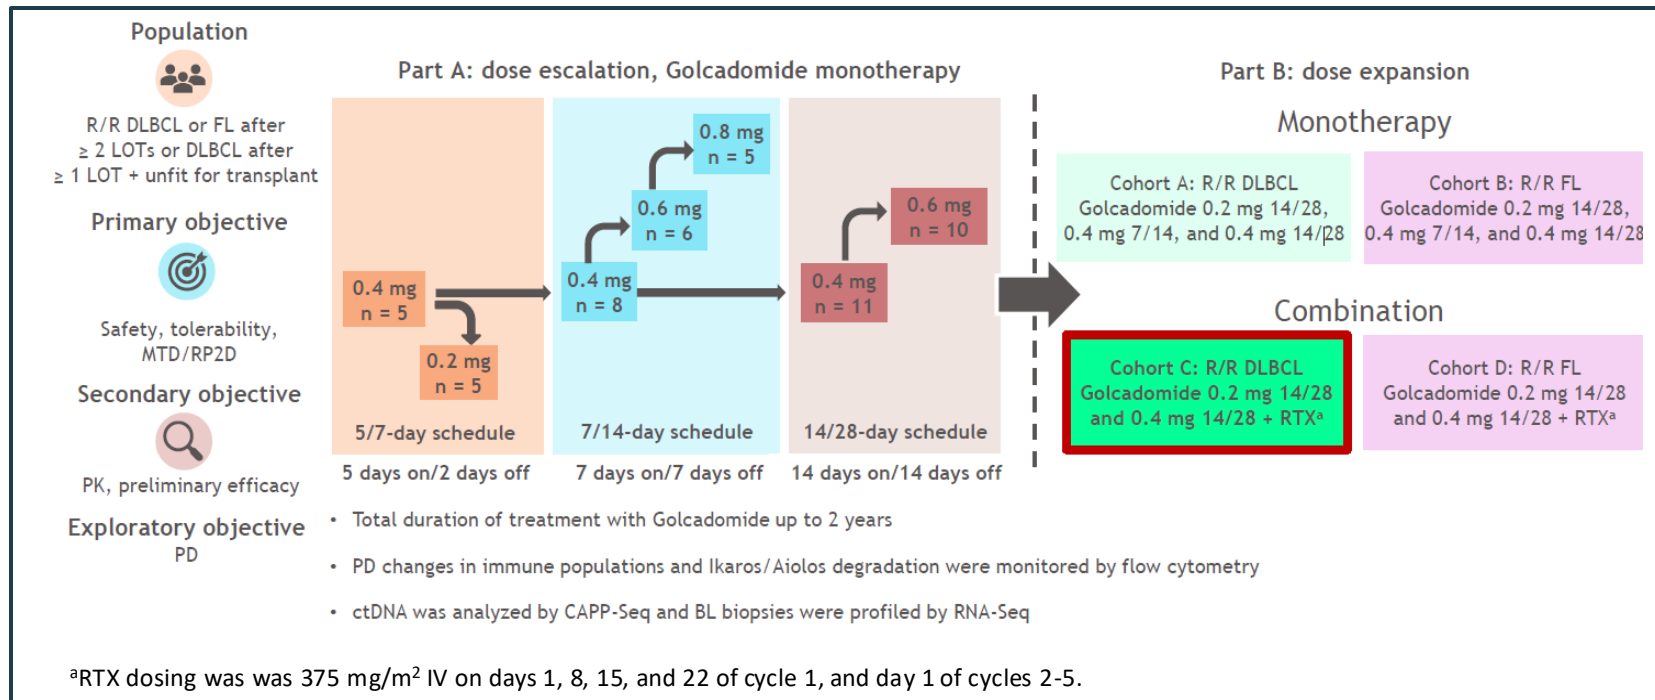 Population
R/R DLBCL or FL after
≥ 2 LOTs or DLBCL after
≥ 1 LOT + unfit for transplant
Primary objective
Safety, tolerability,
MTD/RP2D
Secondary objective
PK, preliminary efficacy
Exploratory objective
PD
Part A: dose escalation, Golcadomide monotherapy
0.4 mg
n = 5
0.2 mg
n = 5
5/7-day schedule
5 days on/2 days off
0.8 mg
n = 5
0.6 mg
n = 6
0.4 mg
n = 8
7/14-day schedule
7 days on/7 days off
0.6 mg
n = 10
0.4 mg
n = 11
14/28-day schedule
14 days on/14 days off
Part B: dose expansion
Monotherapy
Cohort A: R/R DLBCL
Golcadomide 0.2 mg 14/28,
0.4 mg 7/14, and 0.4 mg 14/28
Cohort B: R/R FL
Golcadomide 0.2 mg 14/28,
0.4 mg 7/14, and 0.4 mg 14/28
Combination
Cohort C: R/R DLBCL
Golcadomide 0.2 mg 14/28
and 0.4 mg 14/28 + RTXᵃ
Cohort D: R/R FL
Golcadomide 0.2 mg 14/28
and 0.4 mg 14/28 + RTXᵃ
• Total duration of treatment with Golcadomide up to 2 years
• PD changes in immune populations and Ikaros/Aiolos degradation were monitored by flow cytometry
• ctDNA was analyzed by CAPP-Seq and BL biopsies were profiled by RNA-Seq
ᵃRTX dosing was was 375 mg/m² IV on days 1, 8, 15, and 22 of cycle 1, and day 1 of cycles 2-5.